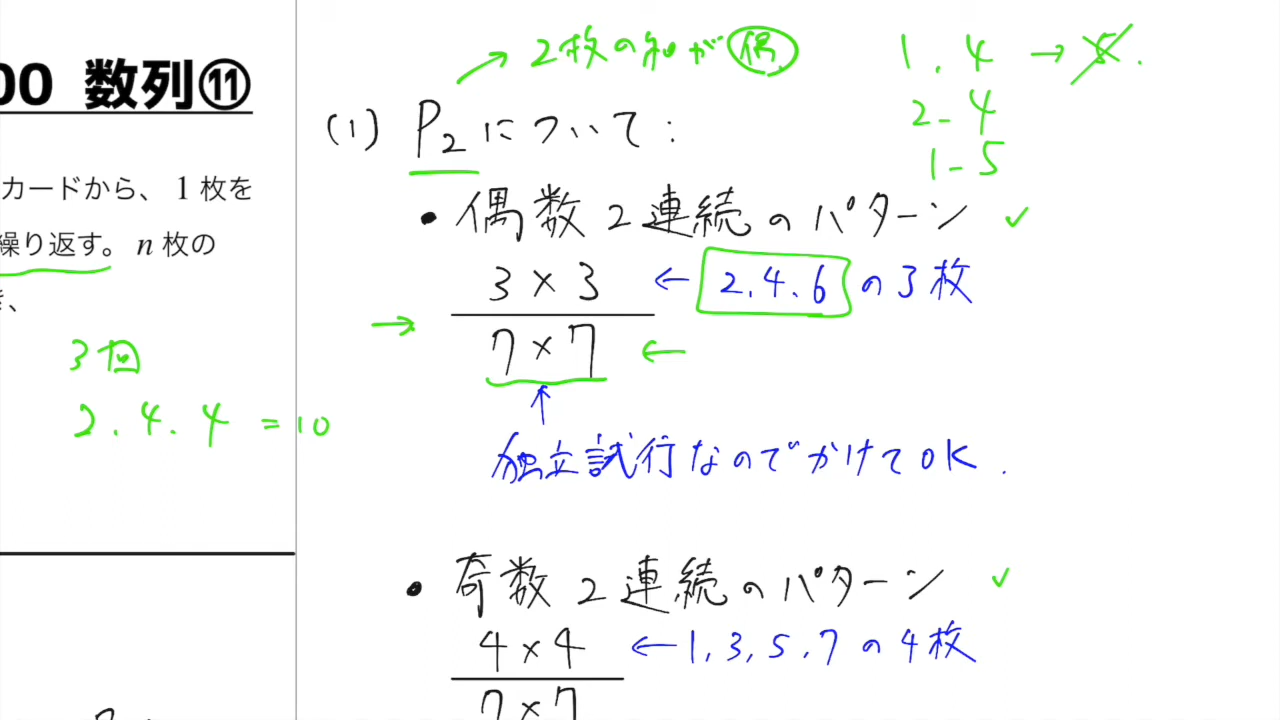 00 数列⑪
カードから、1枚を
繰り返す。n枚の
3回
2.4.4 =10
→ 2枚の和が偶
1.4 → 5.
2-4
1-5
(1) P₂について:
• 偶数2連続のパターン ✓
3×3 ← 2.4.6 の3枚
→
7×7 ←
↑
独立試行なのでかけてOK.
• 奇数2連続のパターン ✓
4×4 ← 1,3,5,7の4枚
7×7